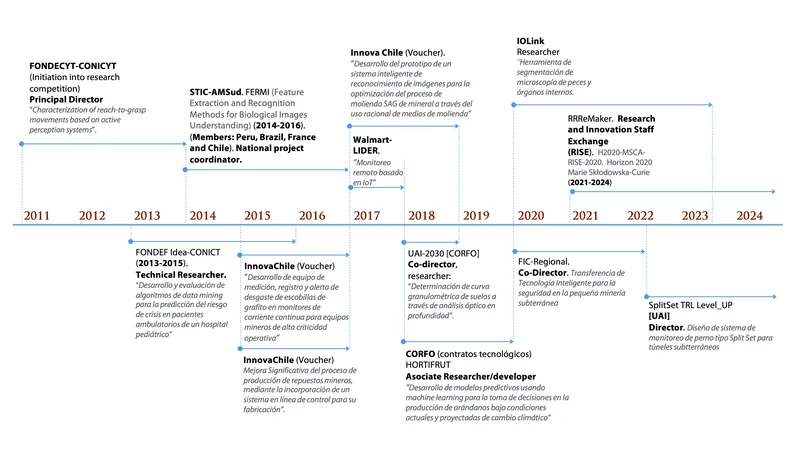 FONDECYT-CONICYT
(Initiation into research
competition)
Principal Director
"Characterization of reach-to-grasp
movements based on active
perception systems".
STIC-AMSud. FERMI (Feature
Extraction and Recognition
Methods for Biological Images
Understanding) (2014-2016).
(Members: Peru, Brazil, France
and Chile). National project
coordinator.
Innova Chile (Voucher).
"Desarrollo del prototipo de un
sistema inteligente de
reconocimiento de imágenes para la
optimización del proceso de
molienda SAG de mineral a través del
uso racional de medios de molienda"
Walmart-
LIDER.
"Monitoreo
remoto basado
en IoT"
IOLink
Researcher
"Herramienta de
segmentación de
microscopía de peces y
órganos internos.
RRReMaker. Research
and Innovation Staff
Exchange
(RISE). H2020-MSCA-
RISE-2020. Horizon 2020
Marie Skłodowska-Curie
(2021-2024)
2011 2012 2013 2014 2015 2016 2017 2018 2019 2020 2021 2022 2023 2024
FONDEF Idea-CONICT
(2013-2015).
Technical Researcher.
"Desarrollo y evaluación de
algoritmos de data mining
para la predicción del riesgo
de crisis en pacientes
ambulatorios de un hospital
pediátrico"
InnovaChile (Voucher)
"Desarrollo de equipo de
medición, registro y alerta de
desgaste de escobillas de
grafito en monitores de
corriente continua para equipos
mineros de alta criticidad
operativa"
InnovaChile (Voucher)
Mejora Significativa del proceso de
producción de repuestos mineros,
mediante la incorporación de un
sistema en línea de control para su
fabricación".
UAI-2030 [CORFO]
Co-director,
researcher:
"Determinación de curva
granulométrica de suelos a
través de análisis óptico en
profundidad".
CORFO (contratos tecnológicos)
HORTIFRUT
Asociate Researcher/developer
"Desarrollo de modelos predictivos usando
machine learning para la toma de decisiones en la
producción de arándanos bajo condiciones
actuales y proyectadas de cambio climático"
FIC-Regional.
Co-Director. Transferencia de
Tecnología Inteligente para la
seguridad en la pequeña minería
subterránea
SplitSet TRL Level_UP
[UAI]
Director. Diseño de sistema de
monitoreo de perno tipo Split Set para
túneles subtterráneos